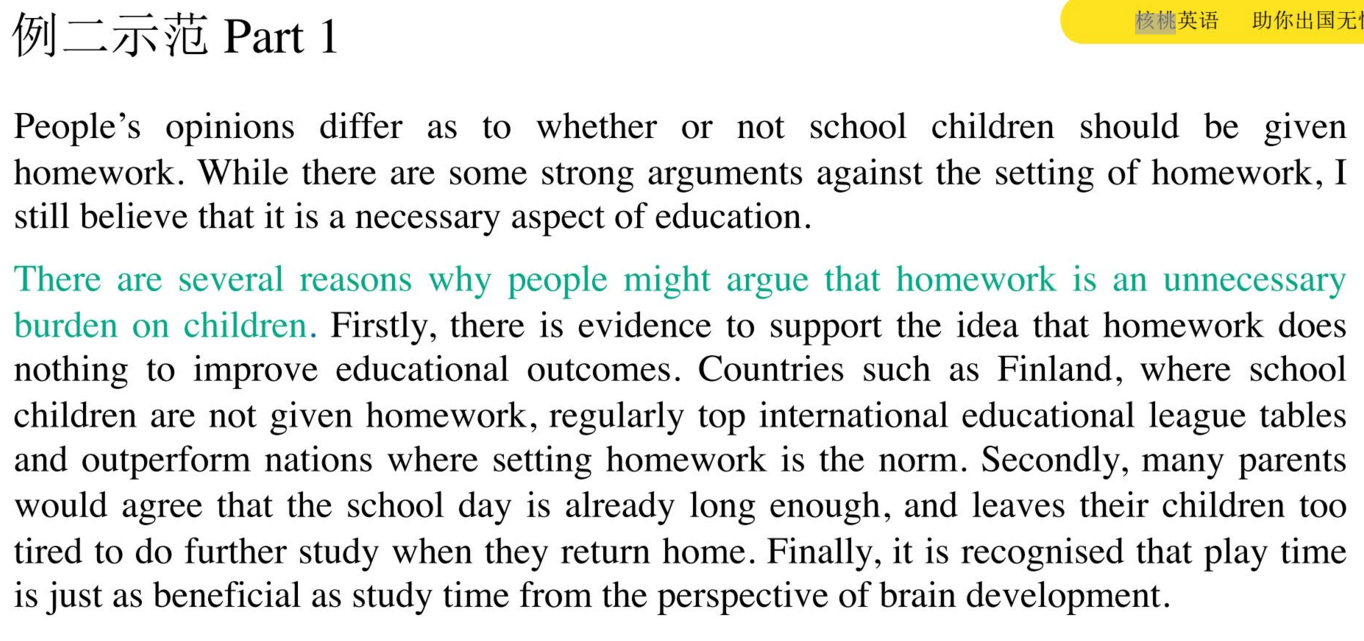 例二示范 Part 1
核桃英语 助你出国无
People's opinions differ as to whether or not school children should be given
homework. While there are some strong arguments against the setting of homework, I
still believe that it is a necessary aspect of education.
There are several reasons why people might argue that homework is an unnecessary
burden on children. Firstly, there is evidence to support the idea that homework does
nothing to improve educational outcomes. Countries such as Finland, where school
children are not given homework, regularly top international educational league tables
and outperform nations where setting homework is the norm. Secondly, many parents
would agree that the school day is already long enough, and leaves their children too
tired to do further study when they return home. Finally, it is recognised that play time
is just as beneficial as study time from the perspective of brain development.